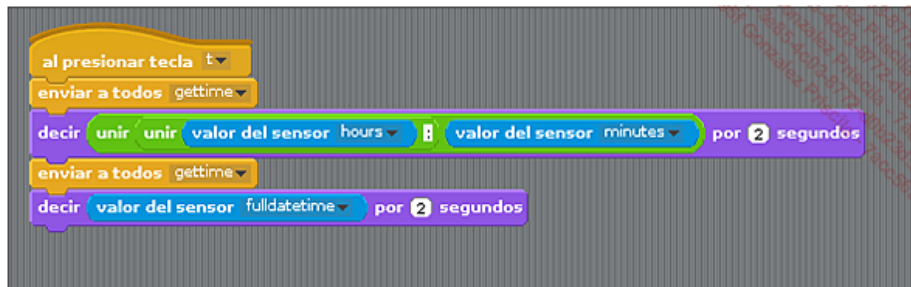 al presionar tecla t
enviar a todos gettime
decir unir unir valor del sensor hours : valor del sensor minutes por 2 segundos
enviar a todos gettime
decir valor del sensor fulldatetime por 2 segundos